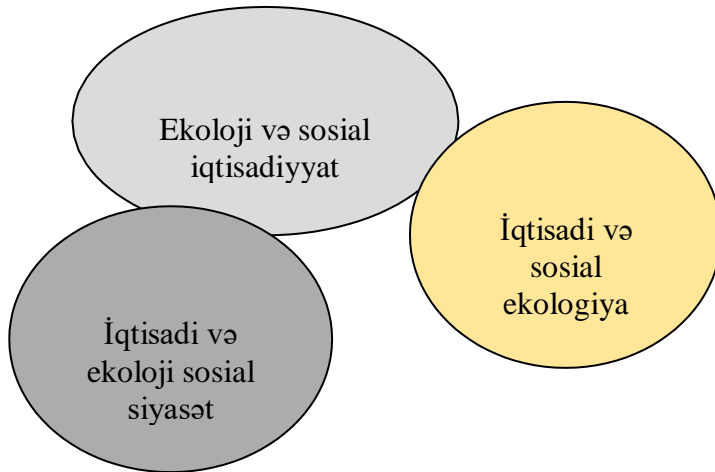 Ekoloji və sosial
iqtisadiyyat
İqtisadi və
sosial
ekologiya
İqtisadi və
ekoloji sosial
siyasət